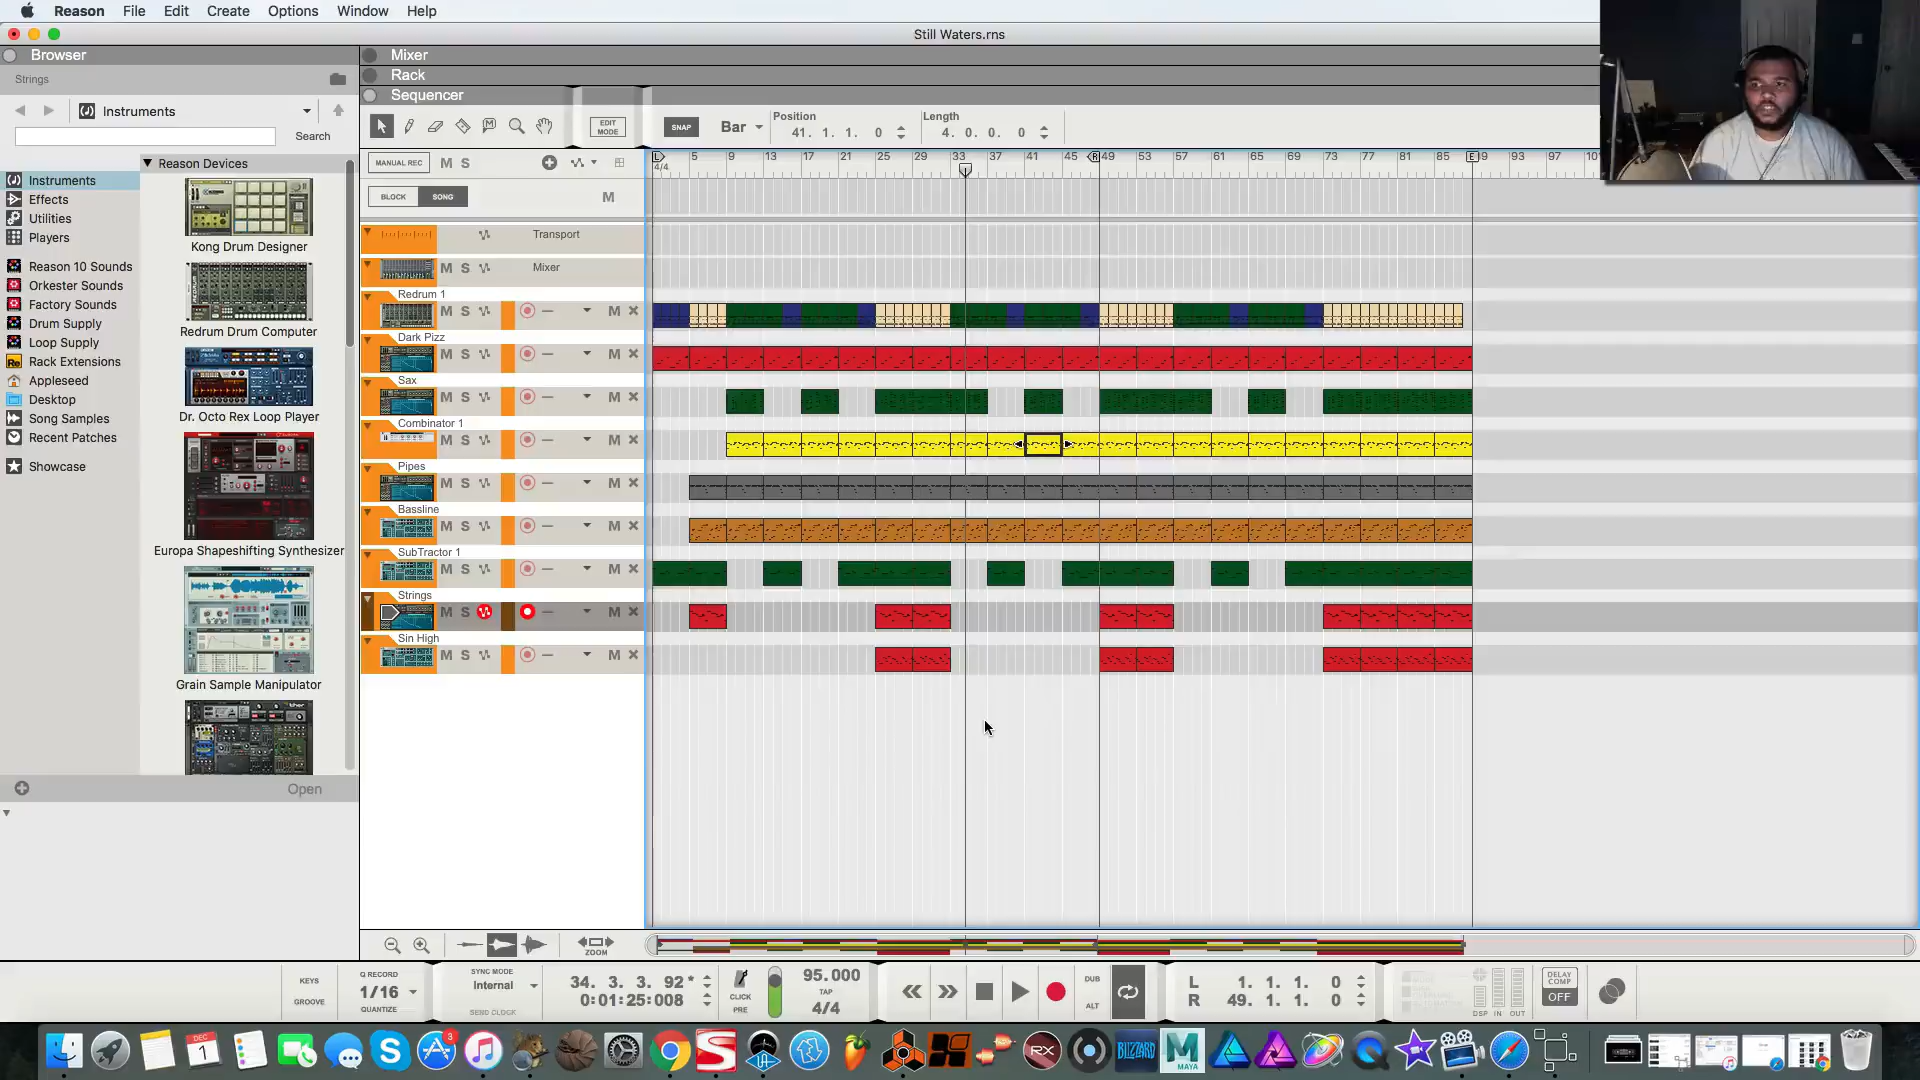 Reason File Edit Create Options Window Help
Still Waters.rns
Browser
Strings
Instruments
Search
Instruments
Effects
Utilities
Players
Reason 10 Sounds
Orkester Sounds
Factory Sounds
Drum Supply
Loop Supply
Rack Extensions
Appleseed
Desktop
Song Samples
Recent Patches
Showcase
Reason Devices
Kong Drum Designer
Redrum Drum Computer
Dr. Octo Rex Loop Player
Europa Shapeshifting Synthesizer
Grain Sample Manipulator
Open
Mixer
Rack
Sequencer
EDIT MODE
SNAP
Bar
Position
41. 1. 1. 0
Length
4. 0. 0. 0
MANUAL REC M S
L 5 9 13 17 21 25 29 33 37 41 45 R 49 53 57 61 65 69 73 77 81 85 E 89 93 97
4/4
BLOCK SONG M
Transport
M S Mixer
Redrum 1
M S M
Dark Pizz
M S M
Sax
M S M
Combinator 1
M S M
Pipes
M S M
Bassline
M S M
SubTractor 1
M S M
Strings
M S M
Sin High
M S M
ZOOM
KEYS
GROOVE
Q RECORD
1/16
QUANTIZE
SYNC MODE
Internal
SEND CLOCK
34. 3. 3. 92 *
0:01:25:008
CLICK
PRE
95.000
TAP
4/4
DUB
ALT
L 1. 1. 1. 0
R 49. 1. 1. 0
DSP IN OUT
DELAY COMP
OFF
DEC
1
3
RX
BLIZZARD
MAYA